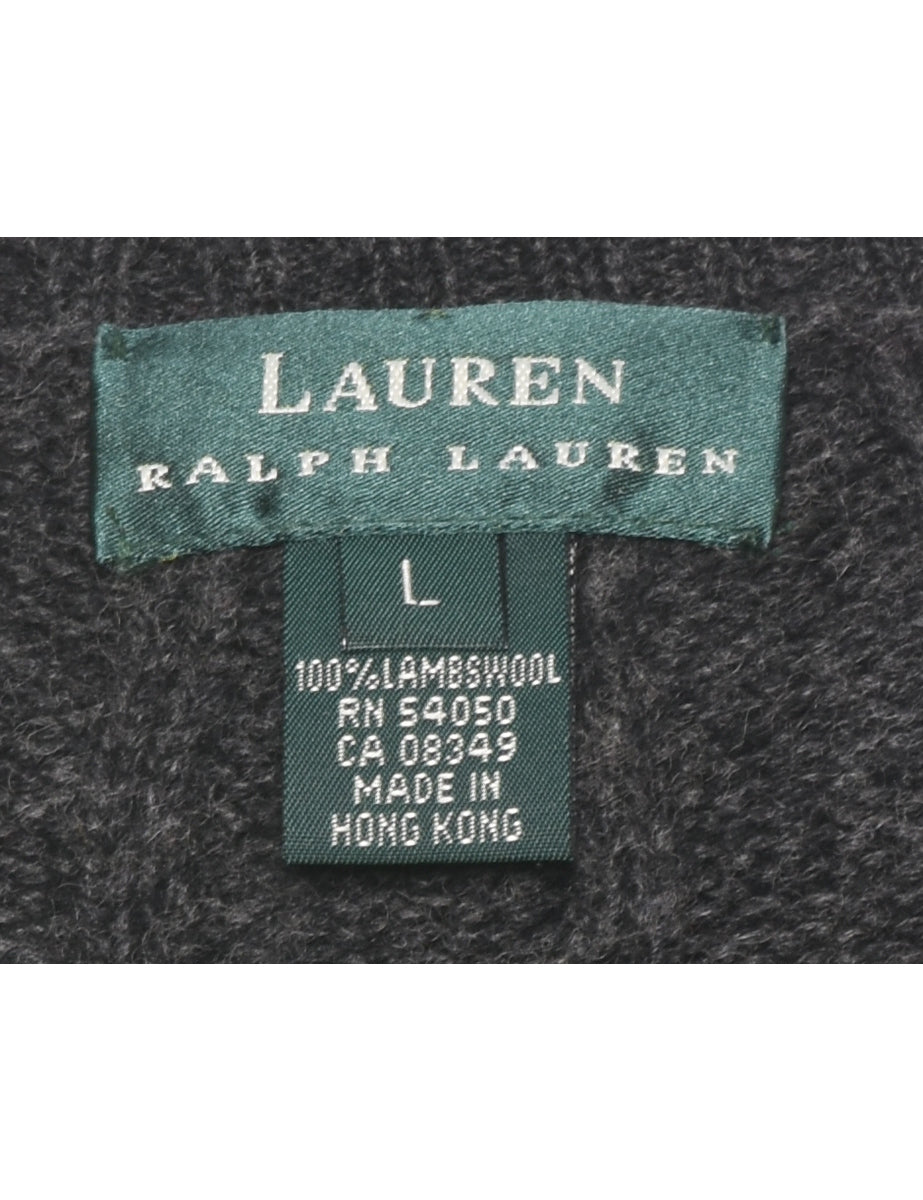 LAUREN
RALPH LAUREN
L
100%LAMBSWOOL
RN 54050
CA 08349
MADE IN
HONG KONG